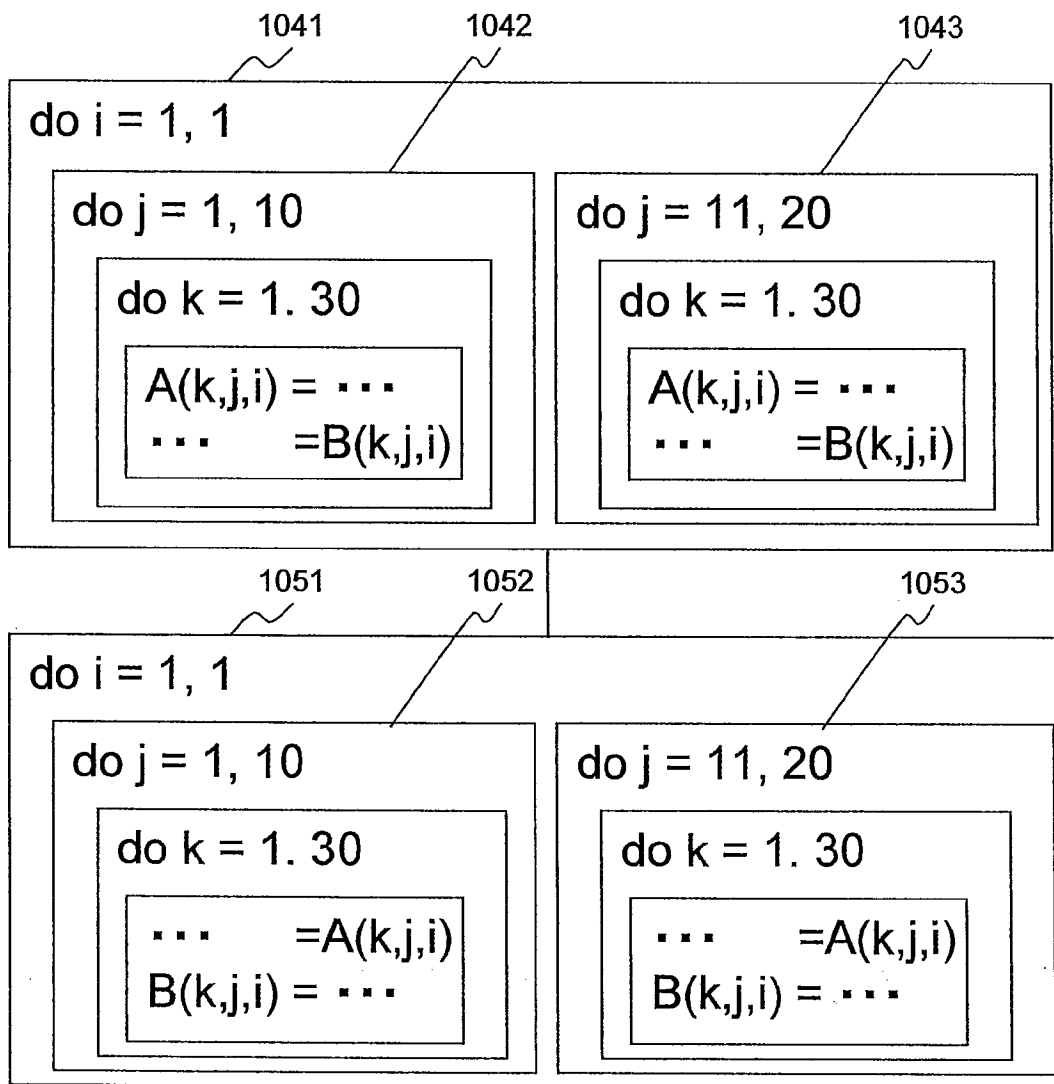 1041
1042
1043
do i = 1, 1
do j = 1, 10
do k = 1. 30
A(k,j,i) = ▪▪▪
▪▪▪ =B(k,j,i)
do j = 11, 20
do k = 1. 30
A(k,j,i) = ▪▪▪
▪▪▪ =B(k,j,i)
1051
1052
1053
do i = 1, 1
do j = 1, 10
do k = 1. 30
▪▪▪ =A(k,j,i)
B(k,j,i) = ▪▪▪
do j = 11, 20
do k = 1. 30
▪▪▪ =A(k,j,i)
B(k,j,i) = ▪▪▪